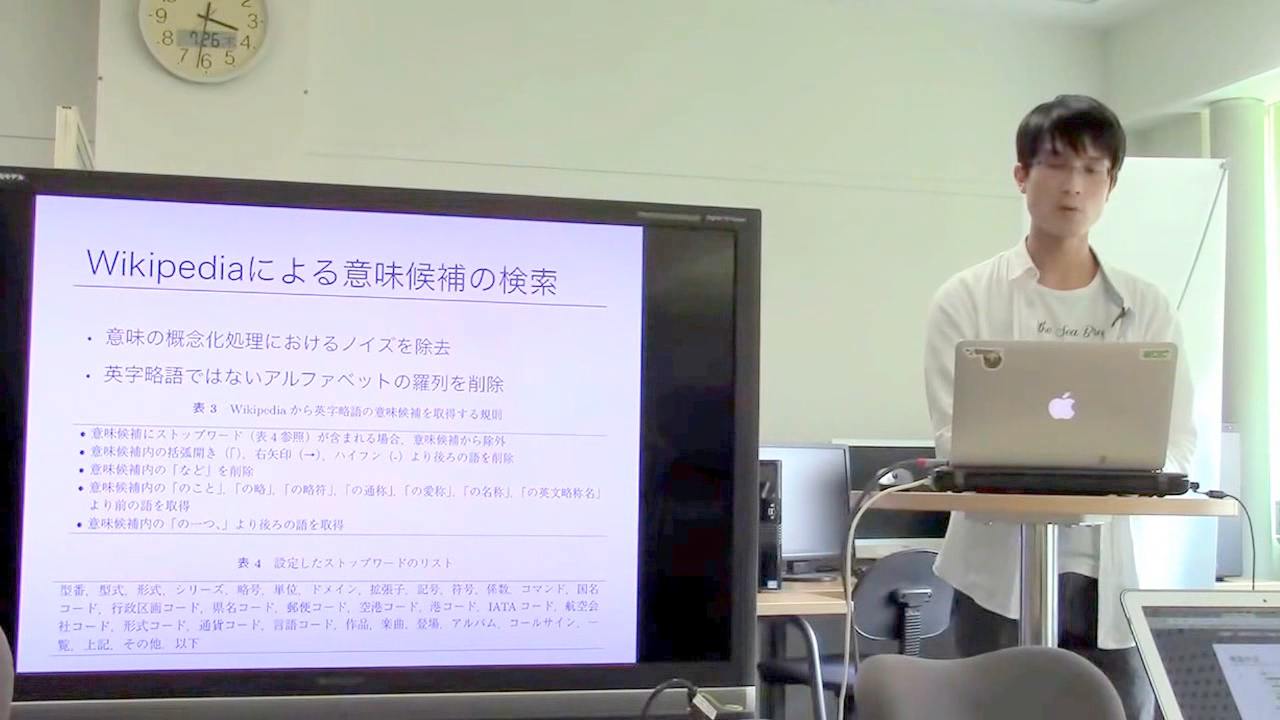 2
9
3
8
4
7
6
5
7.26 木
Wikipediaによる意味候補の検索
・ 意味の概念化処理におけるノイズを除去
・ 英字略語ではないアルファベットの羅列を削除
表 3 Wikipedia から英字略語の意味候補を取得する規則
• 意味候補にストップワード（表 4 参照）が含まれる場合，意味候補から除外
• 意味候補内の括弧開き（「），右矢印（→），ハイフン（-）より後ろの語を削除
• 意味候補内の「など」を削除
• 意味候補内の「のこと」，「の略」，「の略符」，「の通称」，「の愛称」，「の名称」，「の英文略称名」
より前の語を取得
• 意味候補内の「の一つ、」より後ろの語を取得
表 4 設定したストップワードのリスト
型番，型式，形式，シリーズ，略号，単位，ドメイン，拡張子，記号，符号，係数，コマンド，国名
コード，行政区画コード，県名コード，郵便コード，空港コード，港コード，IATA コード，航空会
社コード，形式コード，通貨コード，言語コード，作品，楽曲，登場，アルバム，コールサイン，一
覧，上記，その他，以下
the Sea